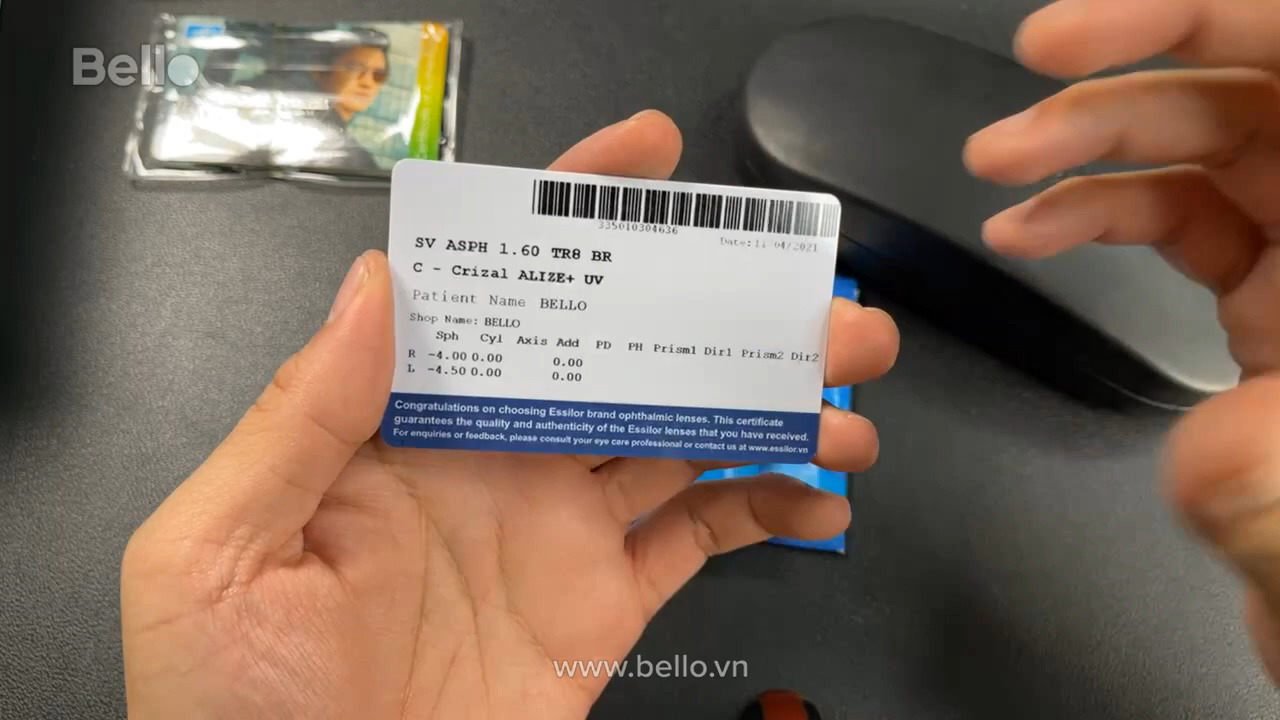 Bello
335010304636
Date:11/04/2021
SV ASPH 1.60 TR8 BR
C - Crizal ALIZE+ UV
Patient Name BELLO
Shop Name: BELLO
Sph Cyl Axis Add PD PH Prism1 Dir1 Prism2 Dir2
R -4.00 0.00 0.00
L -4.50 0.00 0.00
Congratulations on choosing Essilor brand ophthalmic lenses. This certificate
guarantees the quality and authenticity of the Essilor lenses that you have received.
For enquiries or feedback, please consult your eye care professional or contact us at www.essilor.vn
www.bello.vn